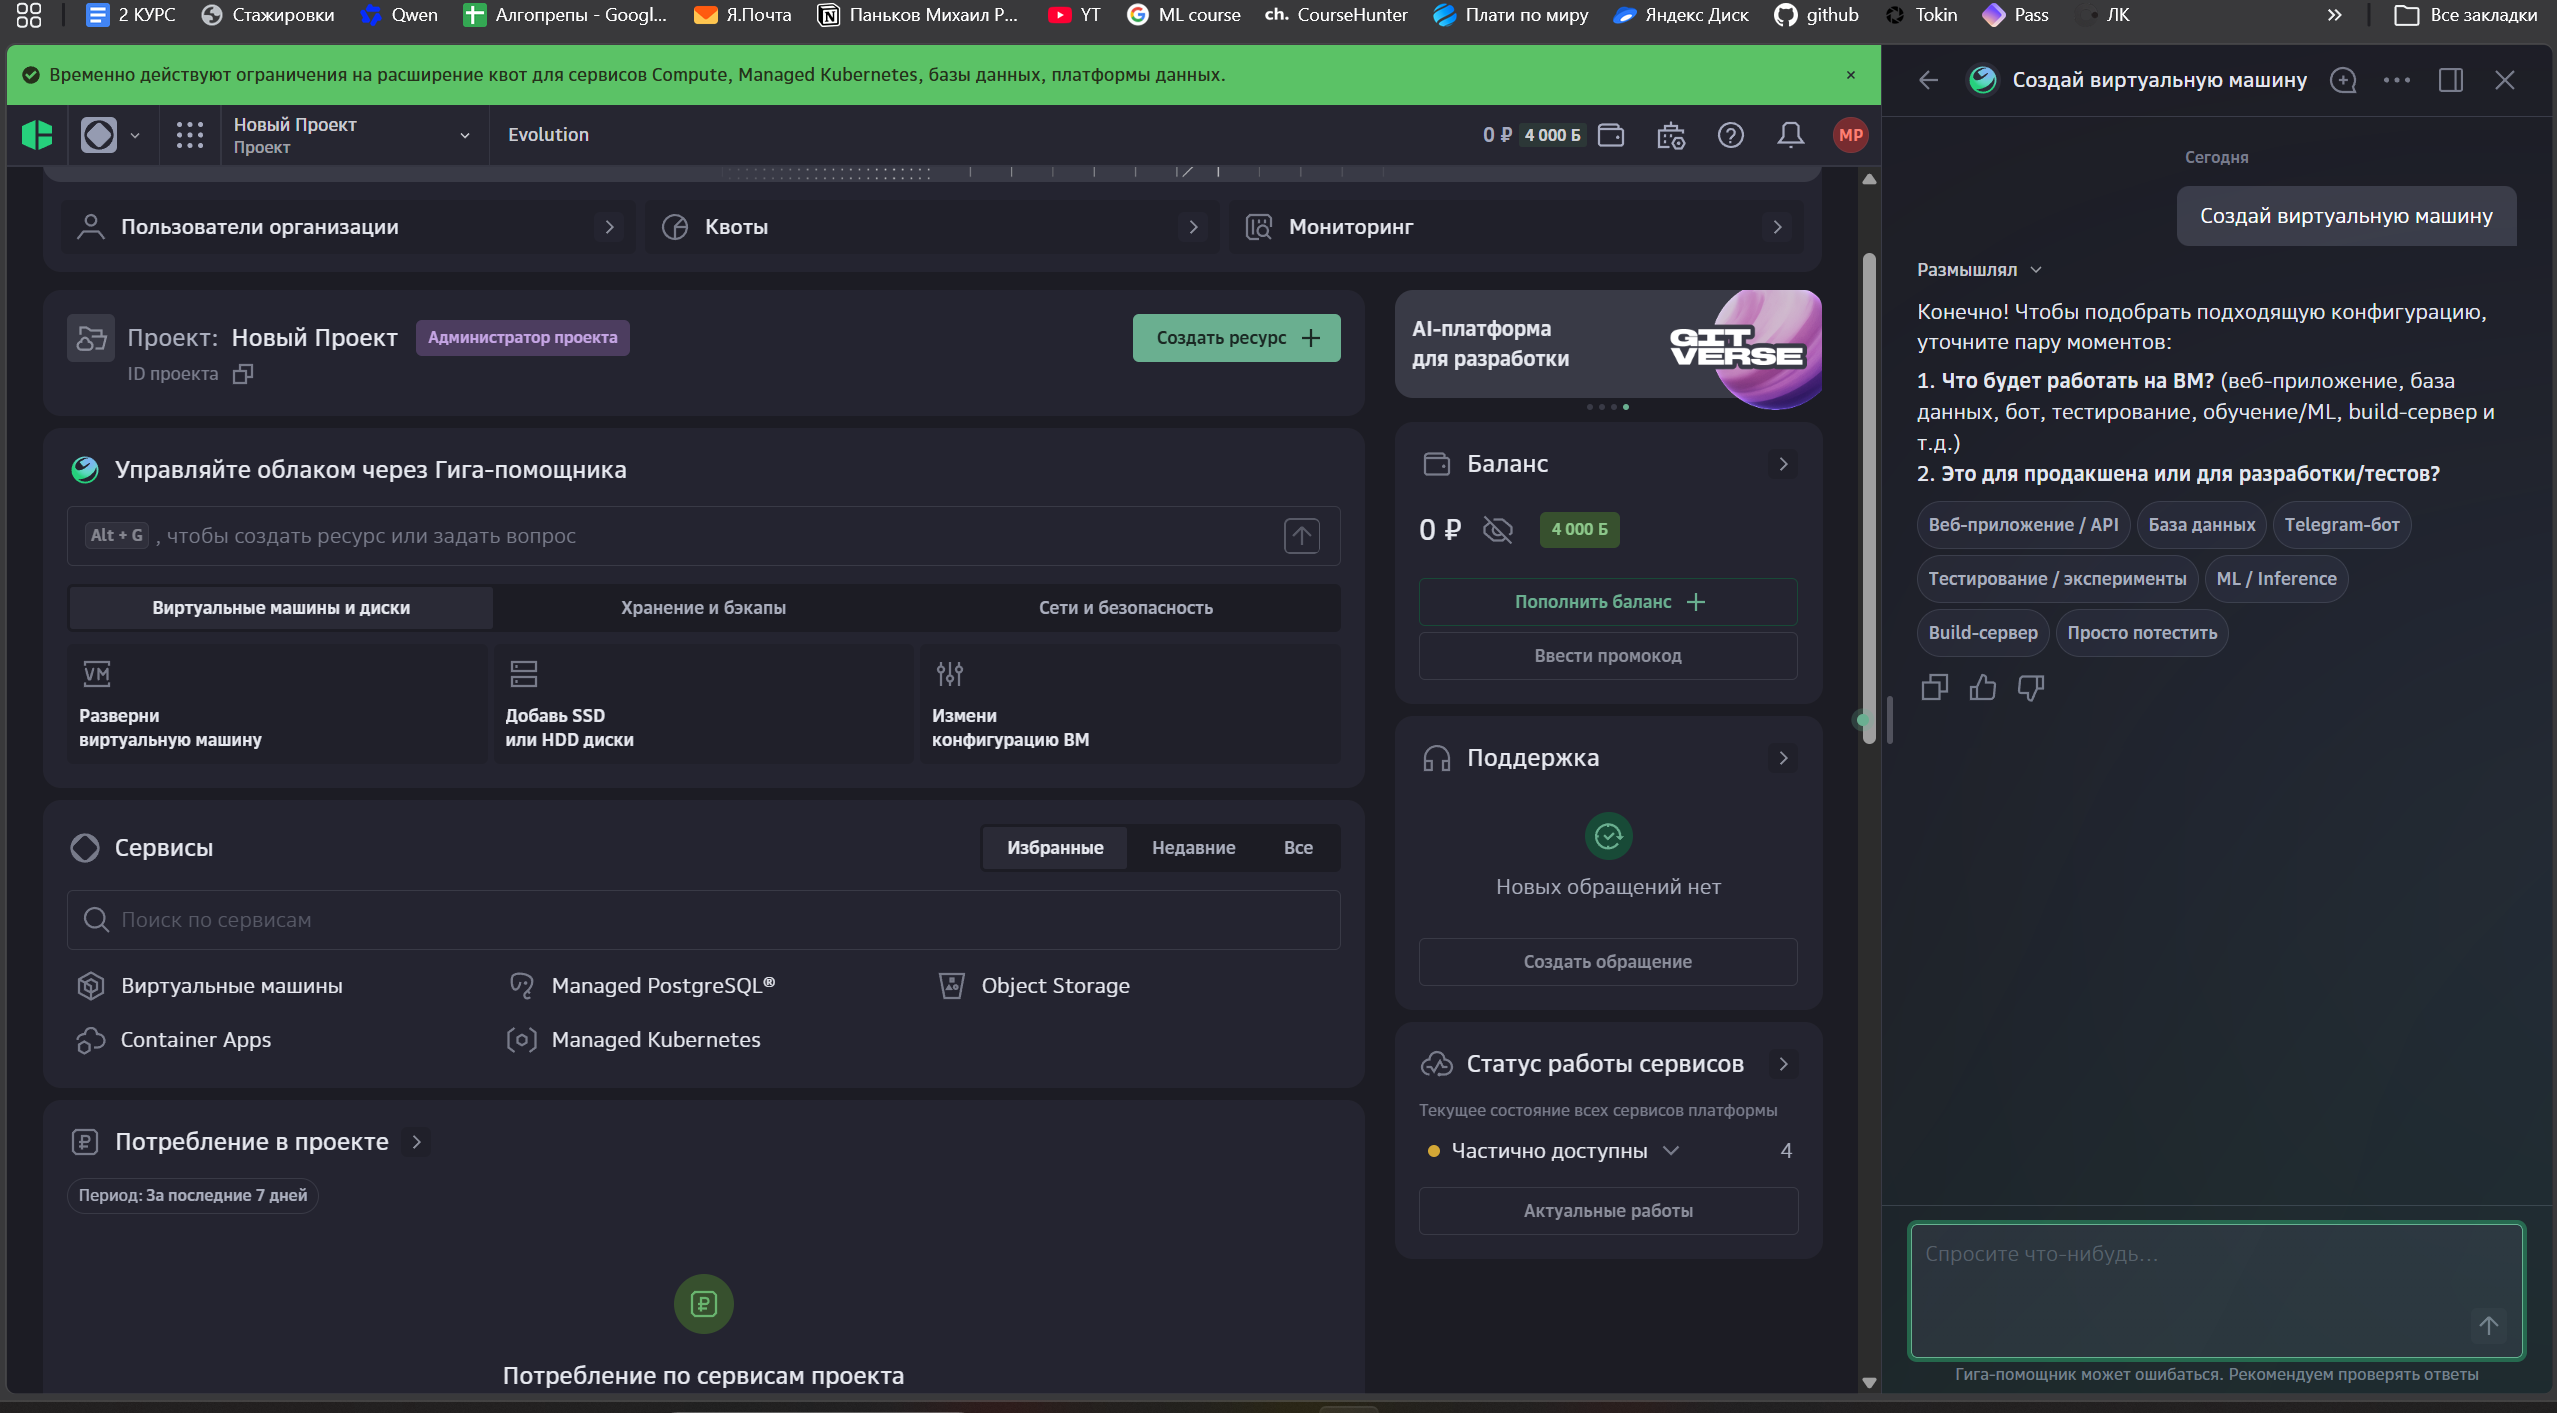 2 КУРС
Стажировки
Qwen
Алгопрепы - Googl...
Я.Почта
Паньков Михаил Р...
YT
ML course
ch. CourseHunter
Плати по миру
Яндекс Диск
github
Tokin
Pass
ЛК
Все закладки
Временно действуют ограничения на расширение квот для сервисов Compute, Managed Kubernetes, базы данных, платформы данных.
Новый Проект
Проект
Evolution
0 ₽ 4 000 Б
MP
Пользователи организации
Квоты
Мониторинг
Проект: Новый Проект
Администратор проекта
ID проекта
Создать ресурс
Управляйте облаком через Гига-помощника
Alt + G , чтобы создать ресурс или задать вопрос
Виртуальные машины и диски
Хранение и бэкапы
Сети и безопасность
VM
Разверни
виртуальную машину
Добавь SSD
или HDD диски
Измени
конфигурацию ВМ
Сервисы
Избранные
Недавние
Все
Поиск по сервисам
Виртуальные машины
Managed PostgreSQL®
Object Storage
Container Apps
Managed Kubernetes
Потребление в проекте
Период: За последние 7 дней
Потребление по сервисам проекта
AI-платформа
для разработки
GIT
VERSE
Баланс
0 ₽
4 000 Б
Пополнить баланс
Ввести промокод
Поддержка
Новых обращений нет
Создать обращение
Статус работы сервисов
Текущее состояние всех сервисов платформы
Частично доступны
4
Актуальные работы
Создай виртуальную машину
Сегодня
Создай виртуальную машину
Размышлял
Конечно! Чтобы подобрать подходящую конфигурацию,
уточните пару моментов:
1. Что будет работать на ВМ? (веб-приложение, база
данных, бот, тестирование, обучение/ML, build-сервер и
т.д.)
2. Это для продакшена или для разработки/тестов?
Веб-приложение / API
База данных
Telegram-бот
Тестирование / эксперименты
ML / Inference
Build-сервер
Просто потестить
Спросите что-нибудь...
Гига-помощник может ошибаться. Рекомендуем проверять ответы